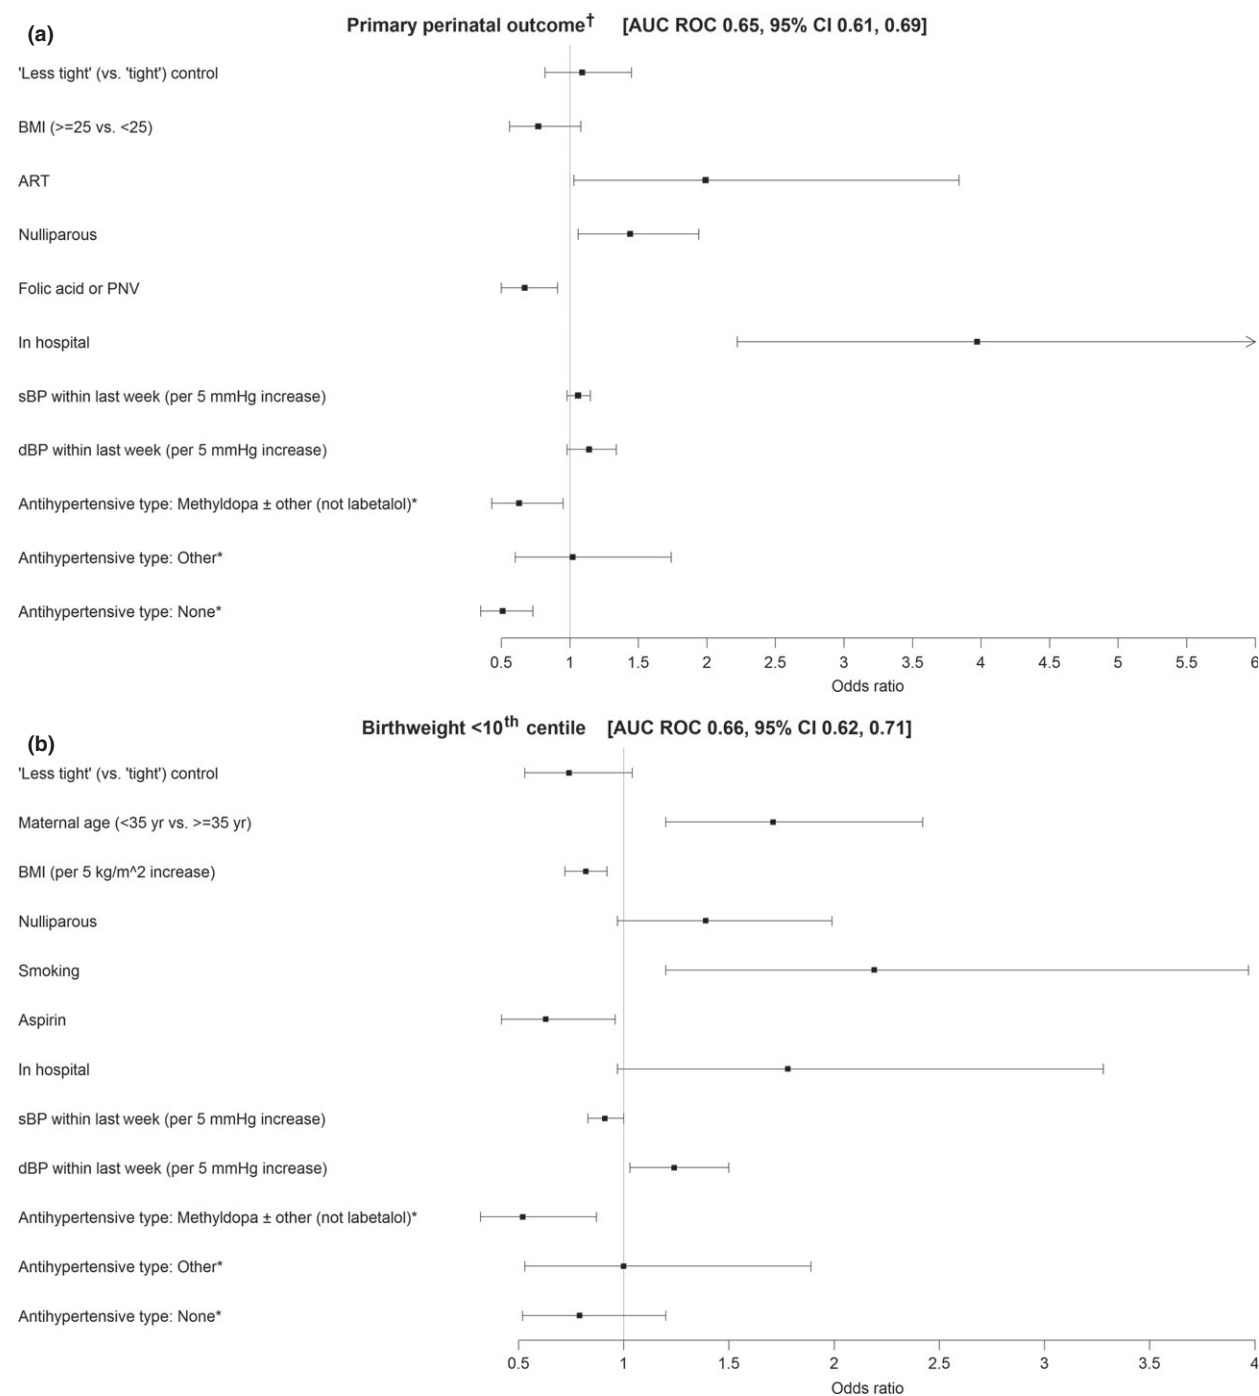 (a)
Primary perinatal outcome† [AUC ROC 0.65, 95% CI 0.61, 0.69]
'Less tight' (vs. 'tight') control
BMI (>=25 vs. <25)
ART
Nulliparous
Folic acid or PNV
In hospital
sBP within last week (per 5 mmHg increase)
dBP within last week (per 5 mmHg increase)
Antihypertensive type: Methyldopa ± other (not labetalol)*
Antihypertensive type: Other*
Antihypertensive type: None*
0.5 1 1.5 2 2.5 3 3.5 4 4.5 5 5.5 6
Odds ratio
(b)
Birthweight <10th centile [AUC ROC 0.66, 95% CI 0.62, 0.71]
'Less tight' (vs. 'tight') control
Maternal age (<35 yr vs. >=35 yr)
BMI (per 5 kg/m^2 increase)
Nulliparous
Smoking
Aspirin
In hospital
sBP within last week (per 5 mmHg increase)
dBP within last week (per 5 mmHg increase)
Antihypertensive type: Methyldopa ± other (not labetalol)*
Antihypertensive type: Other*
Antihypertensive type: None*
0.5 1 1.5 2 2.5 3 3.5 4
Odds ratio